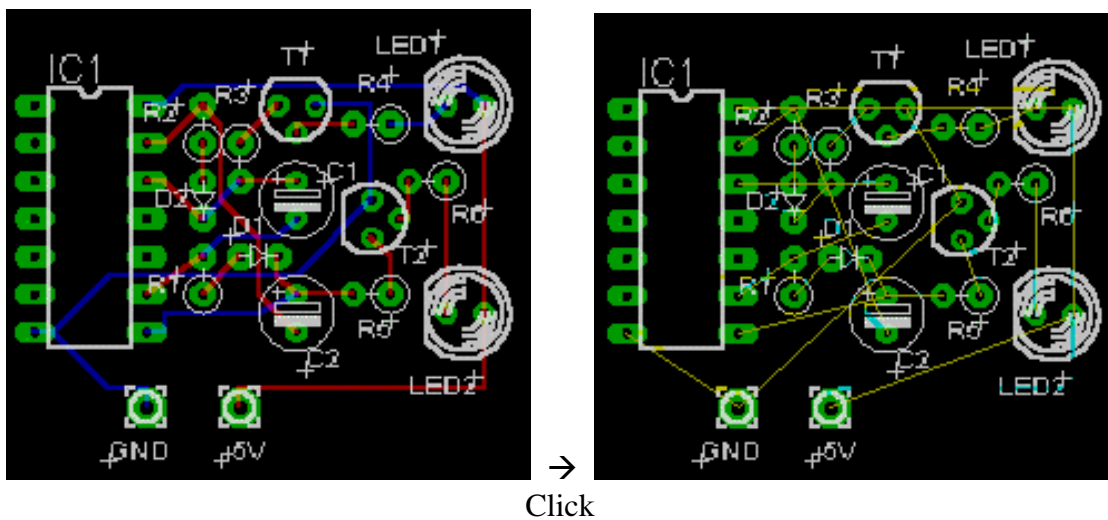 LED1
T1
IC1
R4
R3
R2
C1
D2
R6
D1
T2
R1
R5
C2
LED2
GND +5V
LED1
T1
IC1
R4
R3
R2
C1
D2
R6
D1
T2
R1
R5
C2
LED2
GND +5V
→
Click